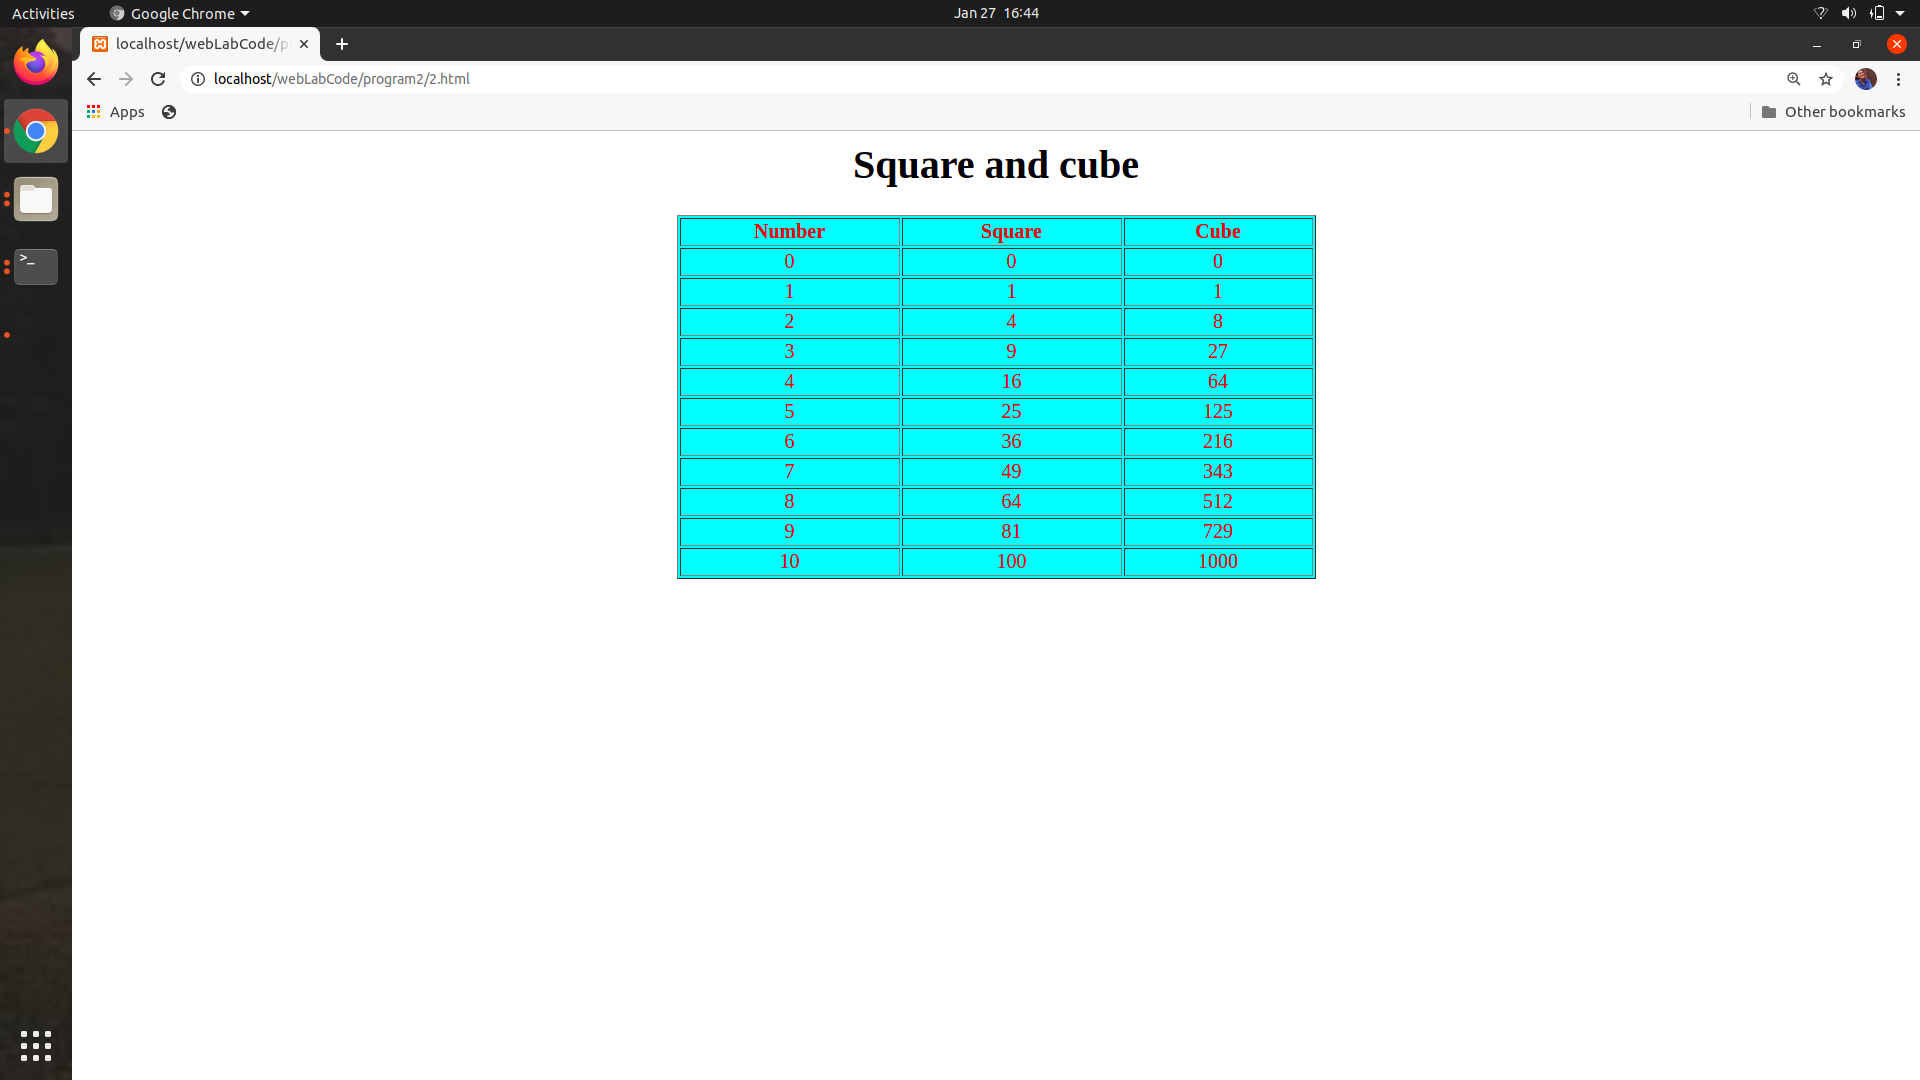 Activities Google Chrome Jan 27 16:44
localhost/webLabCode/p
localhost/webLabCode/program2/2.html
Apps Other bookmarks
>_
Square and cube
Number Square Cube
0 0 0
1 1 1
2 4 8
3 9 27
4 16 64
5 25 125
6 36 216
7 49 343
8 64 512
9 81 729
10 100 1000